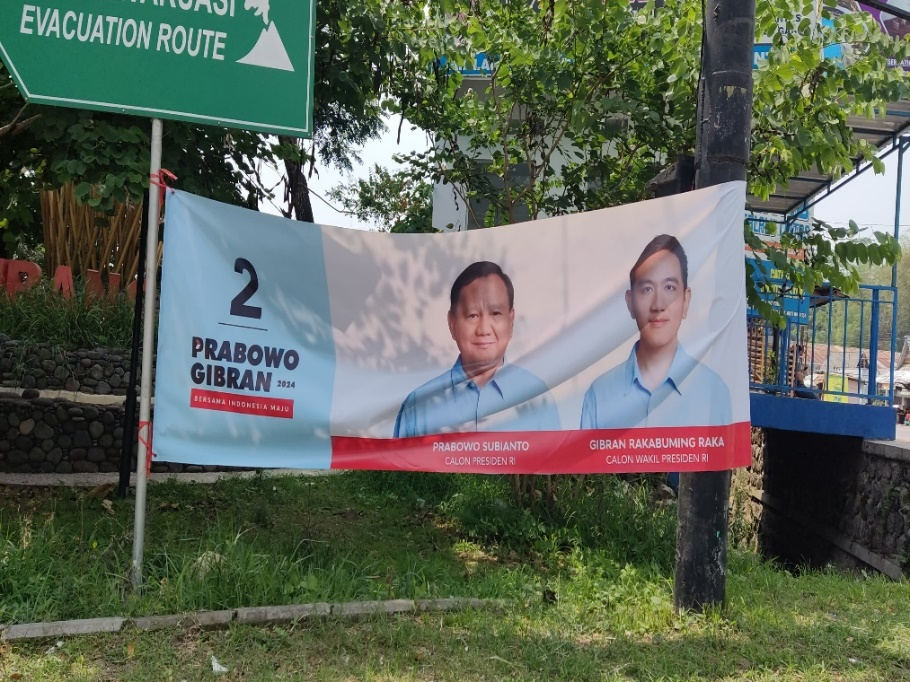 EVACUATION ROUTE
2
PRABOWO
GIBRAN 2024
BERSAMA INDONESIA MAJU
PRABOWO SUBIANTO
CALON PRESIDEN RI
GIBRAN RAKABUMING RAKA
CALON WAKIL PRESIDEN RI